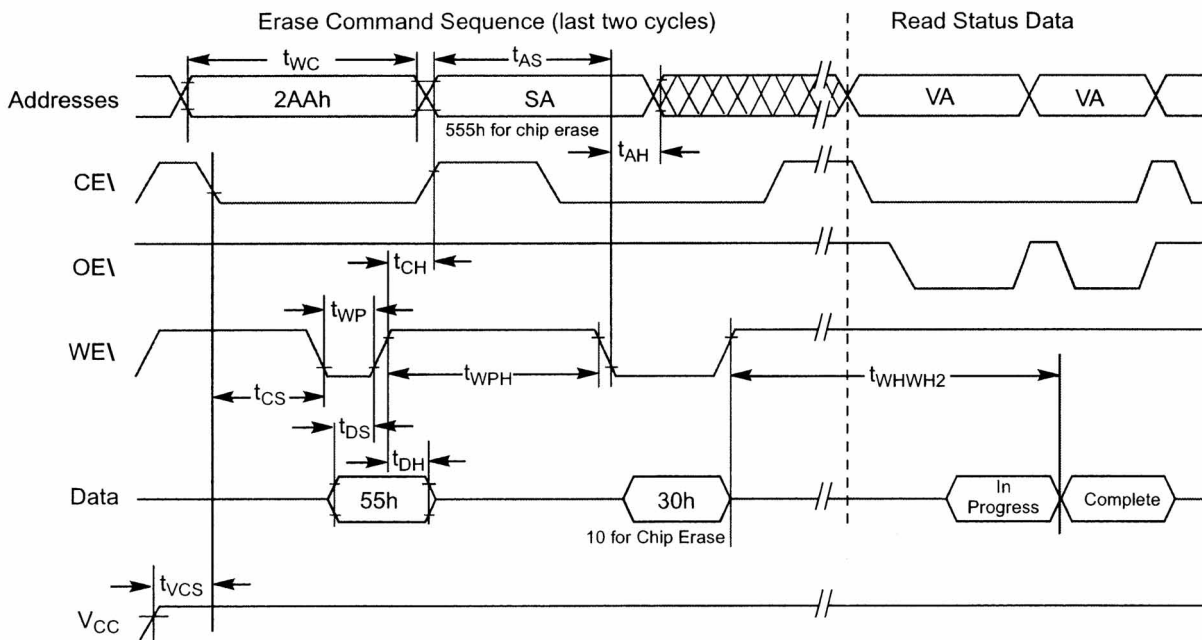 Erase Command Sequence (last two cycles)
Read Status Data
tWC
tAS
Addresses
2AAh
SA
VA
VA
555h for chip erase
tAH
CE\
OE\
tCH
tWP
WE\
tWPH
tWHWH2
tCS
tDS
tDH
Data
55h
30h
In
Progress
Complete
10 for Chip Erase
tVCS
VCC